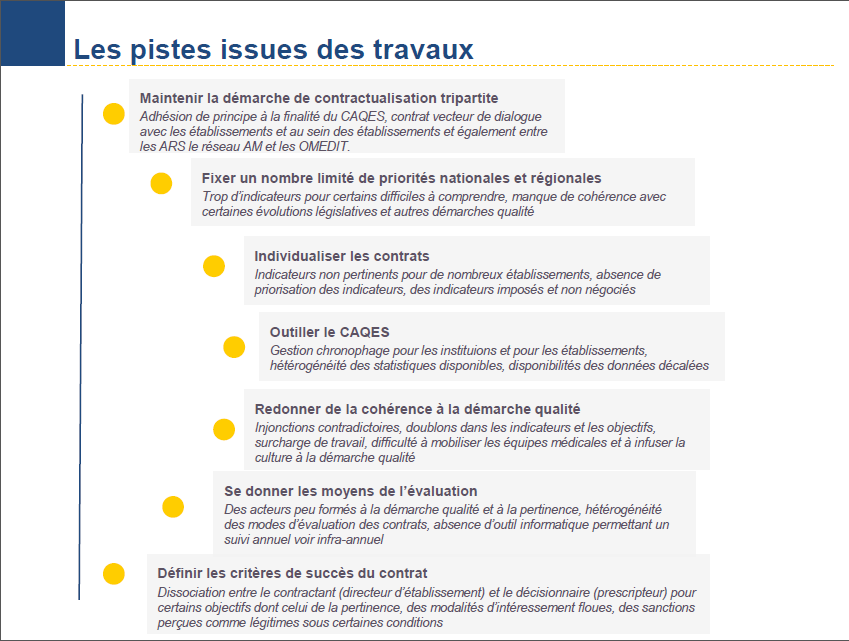 Les pistes issues des travaux
Maintenir la démarche de contractualisation tripartite
Adhésion de principe à la finalité du CAQES, contrat vecteur de dialogue
avec les établissements et au sein des établissements et également entre
les ARS le réseau AM et les OMEDIT.
Fixer un nombre limité de priorités nationales et régionales
Trop d'indicateurs pour certains difficiles à comprendre, manque de cohérence avec
certaines évolutions législatives et autres démarches qualité
Individualiser les contrats
Indicateurs non pertinents pour de nombreux établissements, absence de
priorisation des indicateurs, des indicateurs imposés et non négociés
Outiller le CAQES
Gestion chronophage pour les instituions et pour les établissements,
hétérogénéité des statistiques disponibles, disponibilités des données décalées
Redonner de la cohérence à la démarche qualité
Injonctions contradictoires, doublons dans les indicateurs et les objectifs,
surcharge de travail, difficulté à mobiliser les équipes médicales et à infuser la
culture à la démarche qualité
Se donner les moyens de l'évaluation
Des acteurs peu formés à la démarche qualité et à la pertinence, hétérogénéité
des modes d'évaluation des contrats, absence d'outil informatique permettant un
suivi annuel voir infra-annuel
Définir les critères de succès du contrat
Dissociation entre le contractant (directeur d'établissement) et le décisionnaire (prescripteur) pour
certains objectifs dont celui de la pertinence, des modalités d'intéressement floues, des sanctions
perçues comme légitimes sous certaines conditions